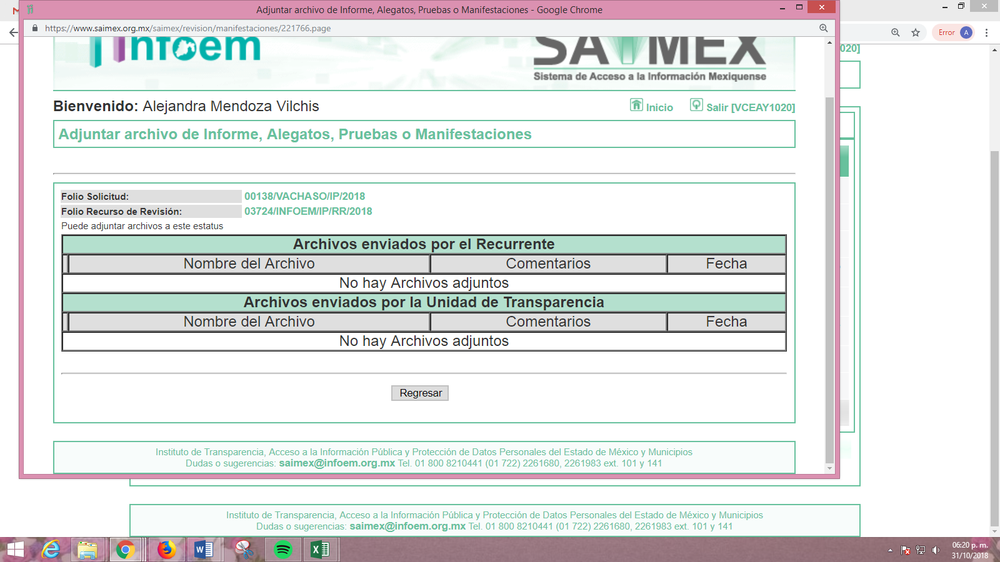 Adjuntar archivo de Informe, Alegatos, Pruebas o Manifestaciones - Google Chrome
https://www.saimex.org.mx/saimex/revision/manifestaciones/221766.page
Error A
020]
infoem
SAIMEX
Sistema de Acceso a la Información Mexiquense
Bienvenido: Alejandra Mendoza Vilchis
Inicio
Salir [VCEAY1020]
Adjuntar archivo de Informe, Alegatos, Pruebas o Manifestaciones
Folio Solicitud: 00138/VACHASO/IP/2018
Folio Recurso de Revisión: 03724/INFOEM/IP/RR/2018
Puede adjuntar archivos a este estatus
Archivos enviados por el Recurrente
Nombre del Archivo Comentarios Fecha
No hay Archivos adjuntos
Archivos enviados por la Unidad de Transparencia
Nombre del Archivo Comentarios Fecha
No hay Archivos adjuntos
Regresar
Instituto de Transparencia, Acceso a la Información Pública y Protección de Datos Personales del Estado de México y Municipios
Dudas o sugerencias: saimex@infoem.org.mx Tel. 01 800 8210441 (01 722) 2261680, 2261983 ext. 101 y 141
Instituto de Transparencia, Acceso a la Información Pública y Protección de Datos Personales del Estado de México y Municipios
Dudas o sugerencias: saimex@infoem.org.mx Tel. 01 800 8210441 (01 722) 2261680, 2261983 ext. 101 y 141
06:20 p. m.
31/10/2018